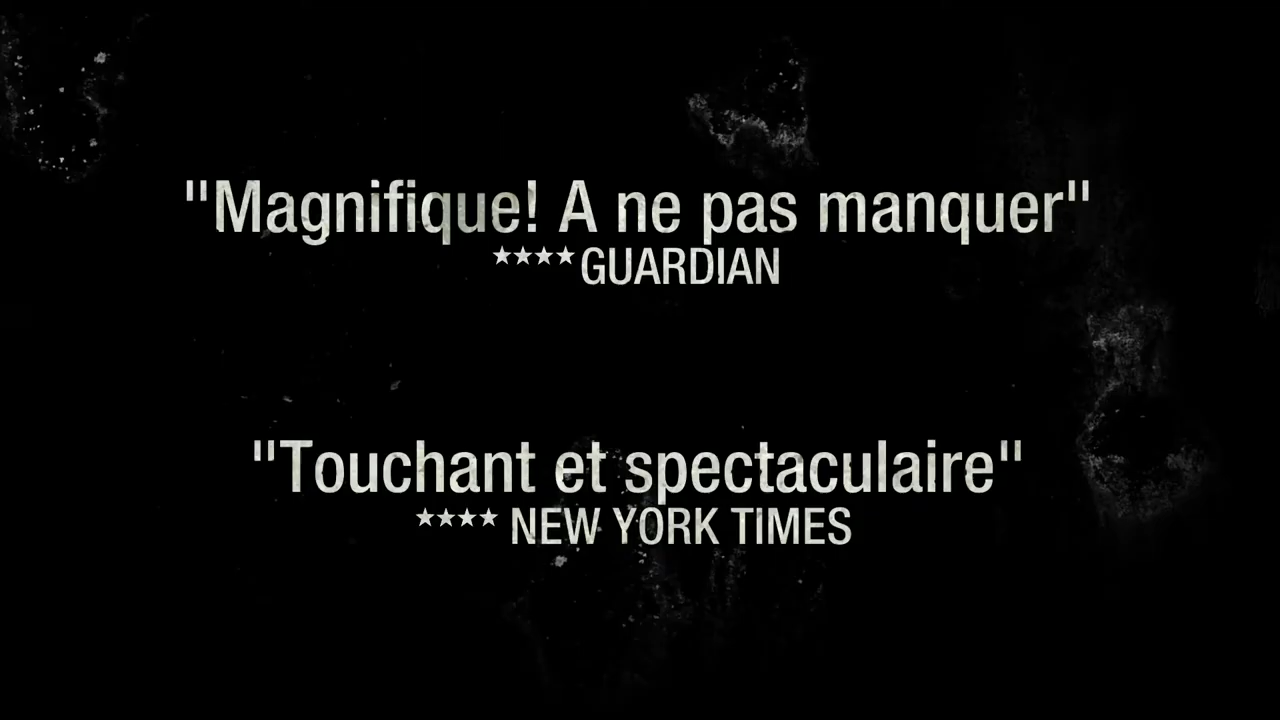 "Magnifique! A ne pas manquer"
★★★★GUARDIAN
"Touchant et spectaculaire"
★★★★ NEW YORK TIMES